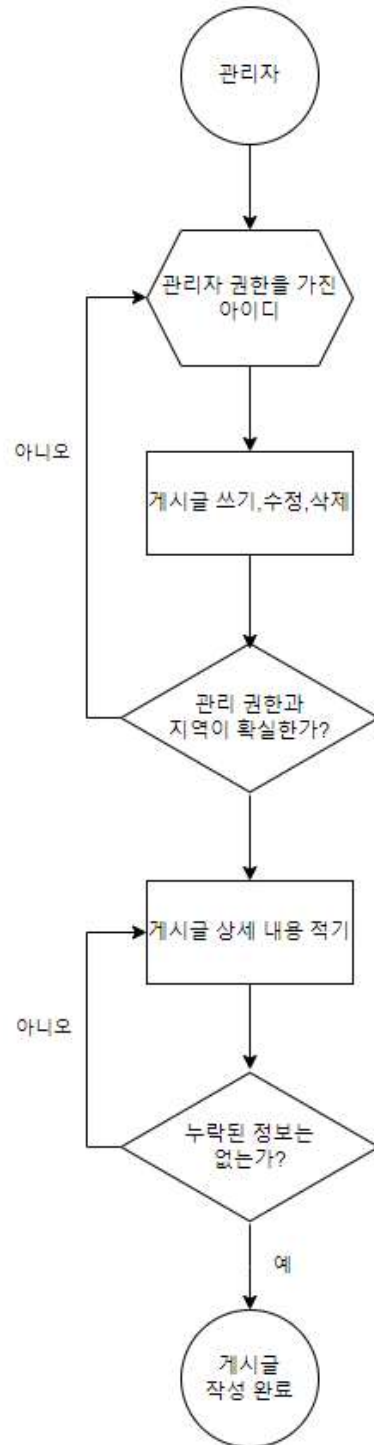 관리자
관리자 권한을 가진
아이디
아니오
게시글 쓰기,수정,삭제
관리 권한과
지역이 확실한가?
게시글 상세 내용 적기
아니오
누락된 정보는
없는가?
예
게시글
작성 완료